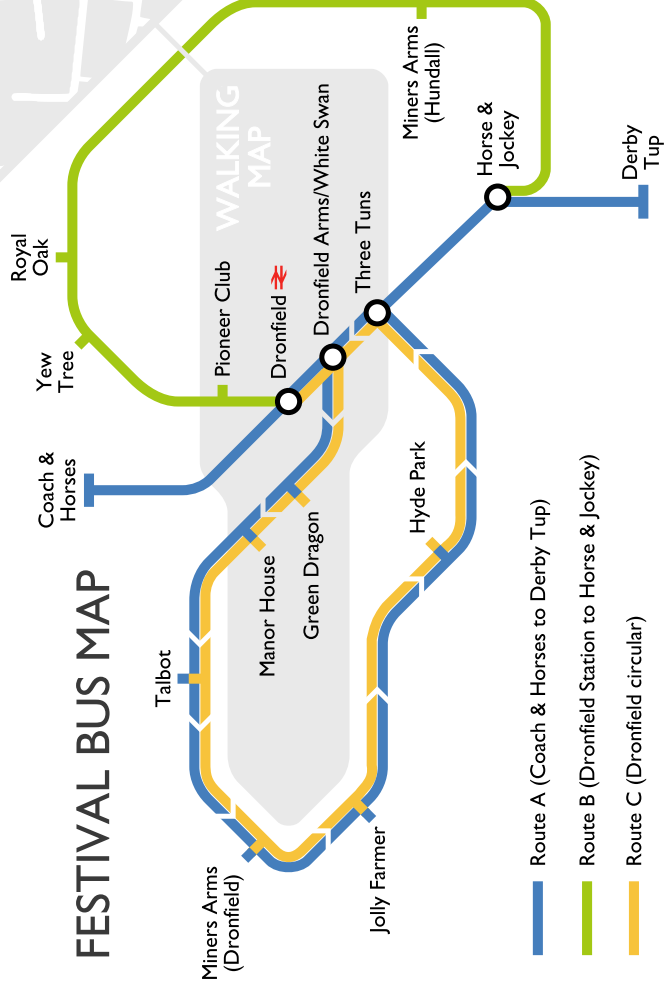 FESTIVAL BUS MAP
WALKING
MAP
Coach &
Horses
Yew
Tree
Royal
Oak
Pioneer Club
Dronfield
Dronfield Arms/White Swan
Three Tuns
Miners Arms
(Hundall)
Horse &
Jockey
Derby
Tup
Talbot
Manor House
Green Dragon
Hyde Park
Miners Arms
(Dronfield)
Jolly Farmer
Route A (Coach & Horses to Derby Tup)
Route B (Dronfield Station to Horse & Jockey)
Route C (Dronfield circular)